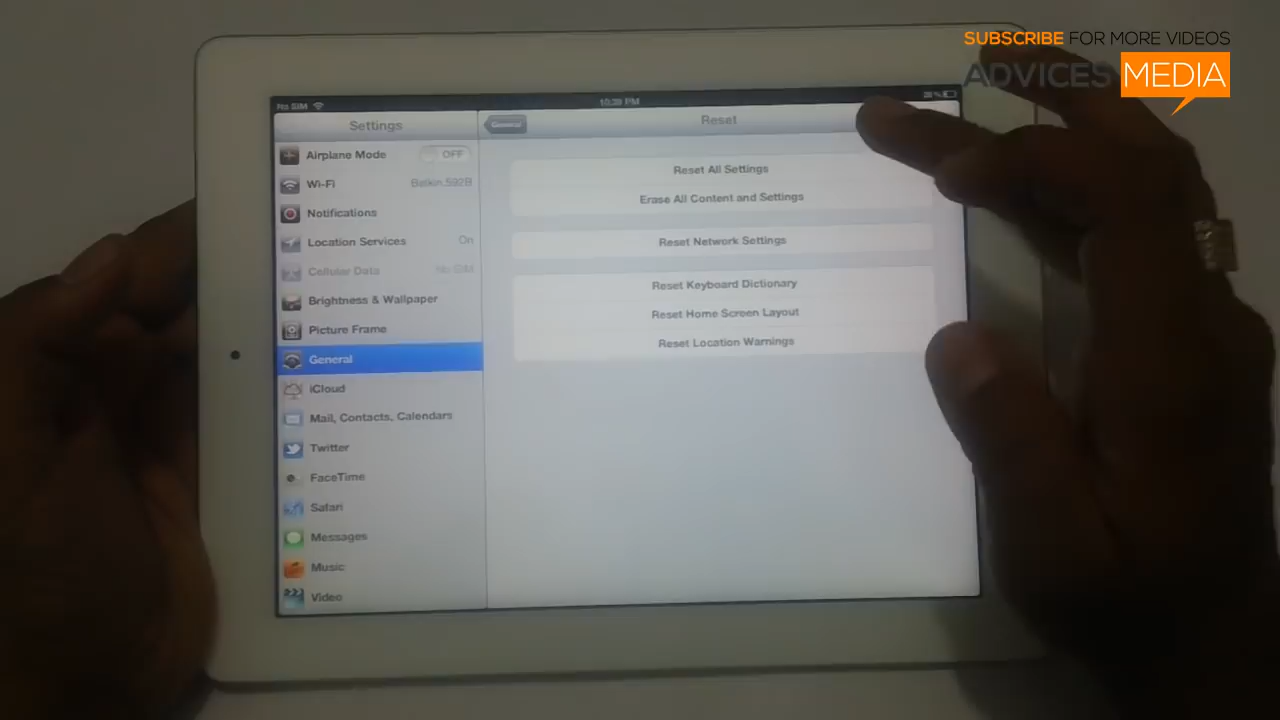 SUBSCRIBE FOR MORE VIDEOS
ADVICES MEDIA
No SIM
10:39 PM
Settings
General
Reset
Airplane Mode OFF
Wi-Fi Belkin.592B
Notifications
Location Services On
Cellular Data No SIM
Brightness & Wallpaper
Picture Frame
General
iCloud
Mail, Contacts, Calendars
Twitter
FaceTime
Safari
Messages
Music
Video
Reset All Settings
Erase All Content and Settings
Reset Network Settings
Reset Keyboard Dictionary
Reset Home Screen Layout
Reset Location Warnings